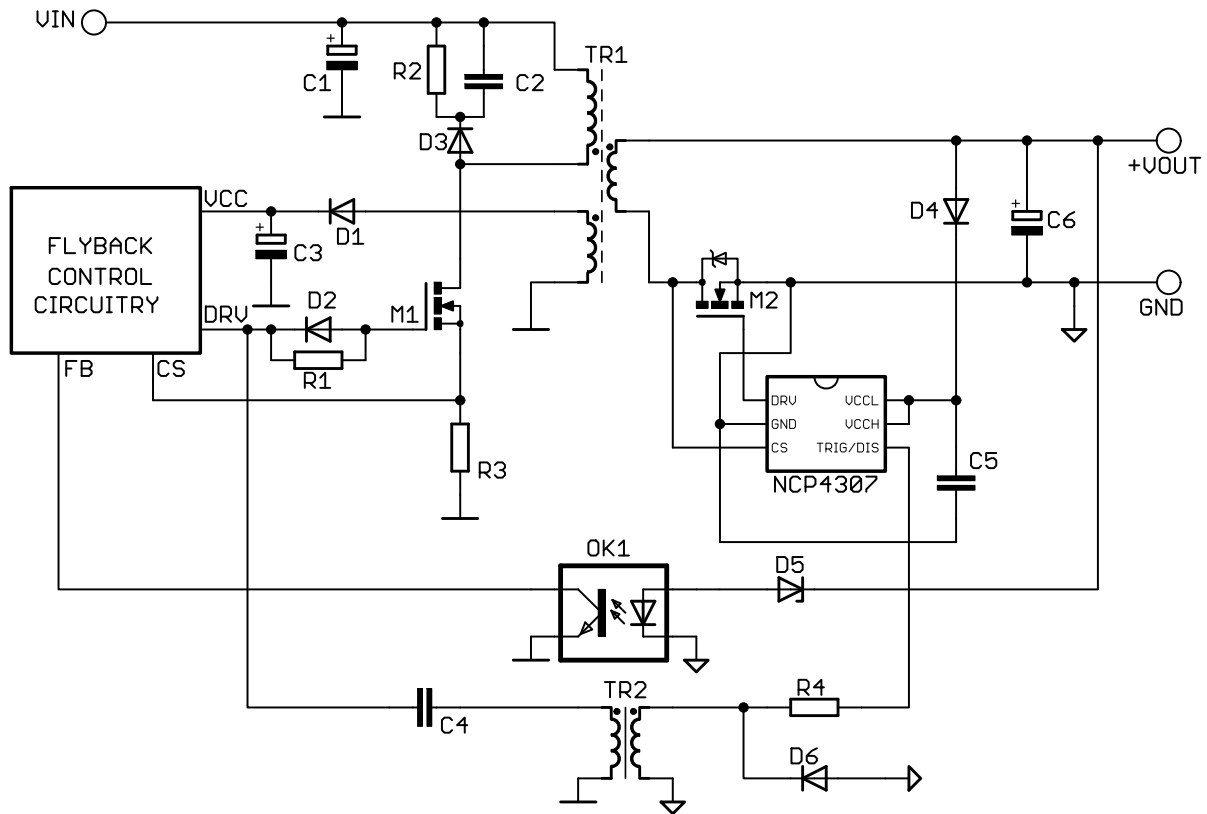 VIN
+
C1
R2
C2
TR1
D3
+VOUT
VCC
D1
D4
+
C6
FLYBACK
CONTROL
CIRCUITRY
+
C3
DRV
D2
M1
M2
GND
FB
CS
R1
DRV
VCCL
GND
VCCH
CS
TRIG/DIS
NCP4307
R3
C5
OK1
D5
TR2
R4
C4
D6